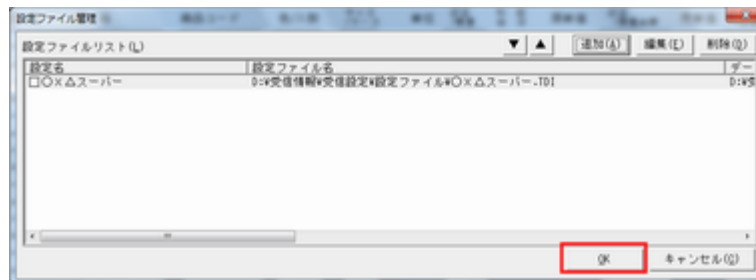 設定ファイル管理
設定ファイルリスト(L) ▼ ▲ 追加(A) 編集(E) 削除(D)
設定名 設定ファイル名 デー
□○×△スーパー D:¥受信情報¥受信設定¥設定ファイル¥○×△スーパー.TDI D:¥受
OK キャンセル(C)